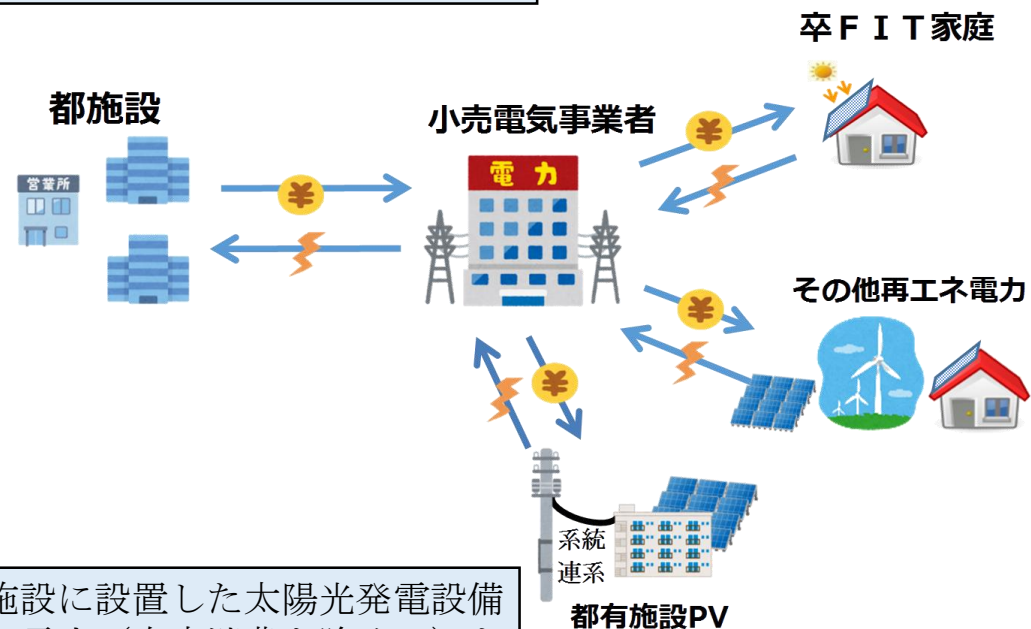 卒ＦＩＴ家庭
都施設
小売電気事業者
営業所
電力
¥
¥
¥
¥
その他再エネ電力
系統
連系
都有施設PV
施設に設置した太陽光発電設備